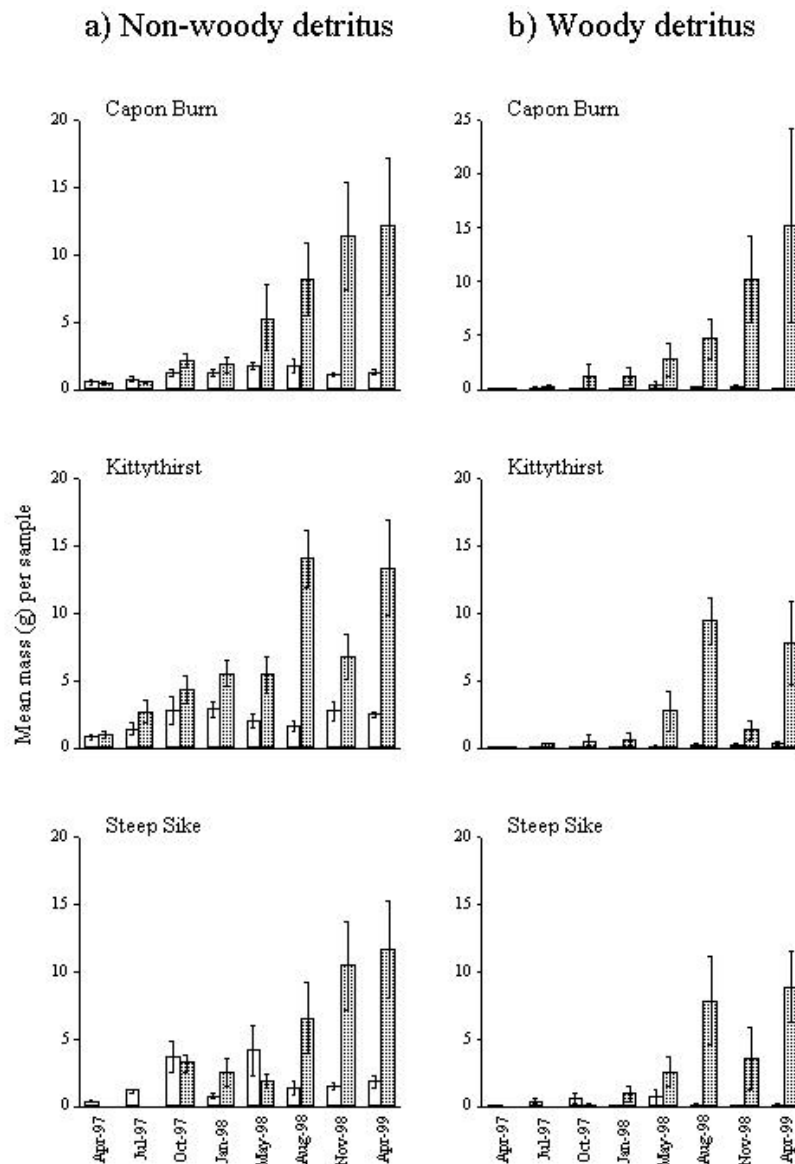 a) Non-woody detritus
b) Woody detritus
Capon Burn
20
15
10
5
0
Capon Burn
25
20
15
10
5
0
Mean mass (g) per sample
Kittythirst
20
15
10
5
0
Kittythirst
20
15
10
5
0
Steep Sike
20
15
10
5
0
Apr-97
Jul-97
Oct-97
Jan-98
May-98
Aug-98
Nov-98
Apr-99
Steep Sike
20
15
10
5
0
Apr-97
Jul-97
Oct-97
Jan-98
May-98
Aug-98
Nov-98
Apr-99